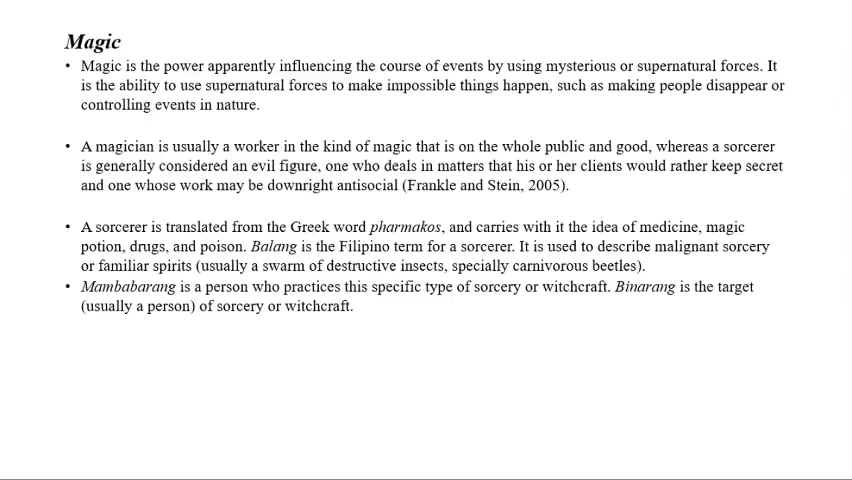 Magic
• Magic is the power apparently influencing the course of events by using mysterious or supernatural forces. It
is the ability to use supernatural forces to make impossible things happen, such as making people disappear or
controlling events in nature.
• A magician is usually a worker in the kind of magic that is on the whole public and good, whereas a sorcerer
is generally considered an evil figure, one who deals in matters that his or her clients would rather keep secret
and one whose work may be downright antisocial (Frankle and Stein, 2005).
• A sorcerer is translated from the Greek word pharmakos, and carries with it the idea of medicine, magic
potion, drugs, and poison. Balang is the Filipino term for a sorcerer. It is used to describe malignant sorcery
or familiar spirits (usually a swarm of destructive insects, specially carnivorous beetles).
• Mambabarang is a person who practices this specific type of sorcery or witchcraft. Binarang is the target
(usually a person) of sorcery or witchcraft.